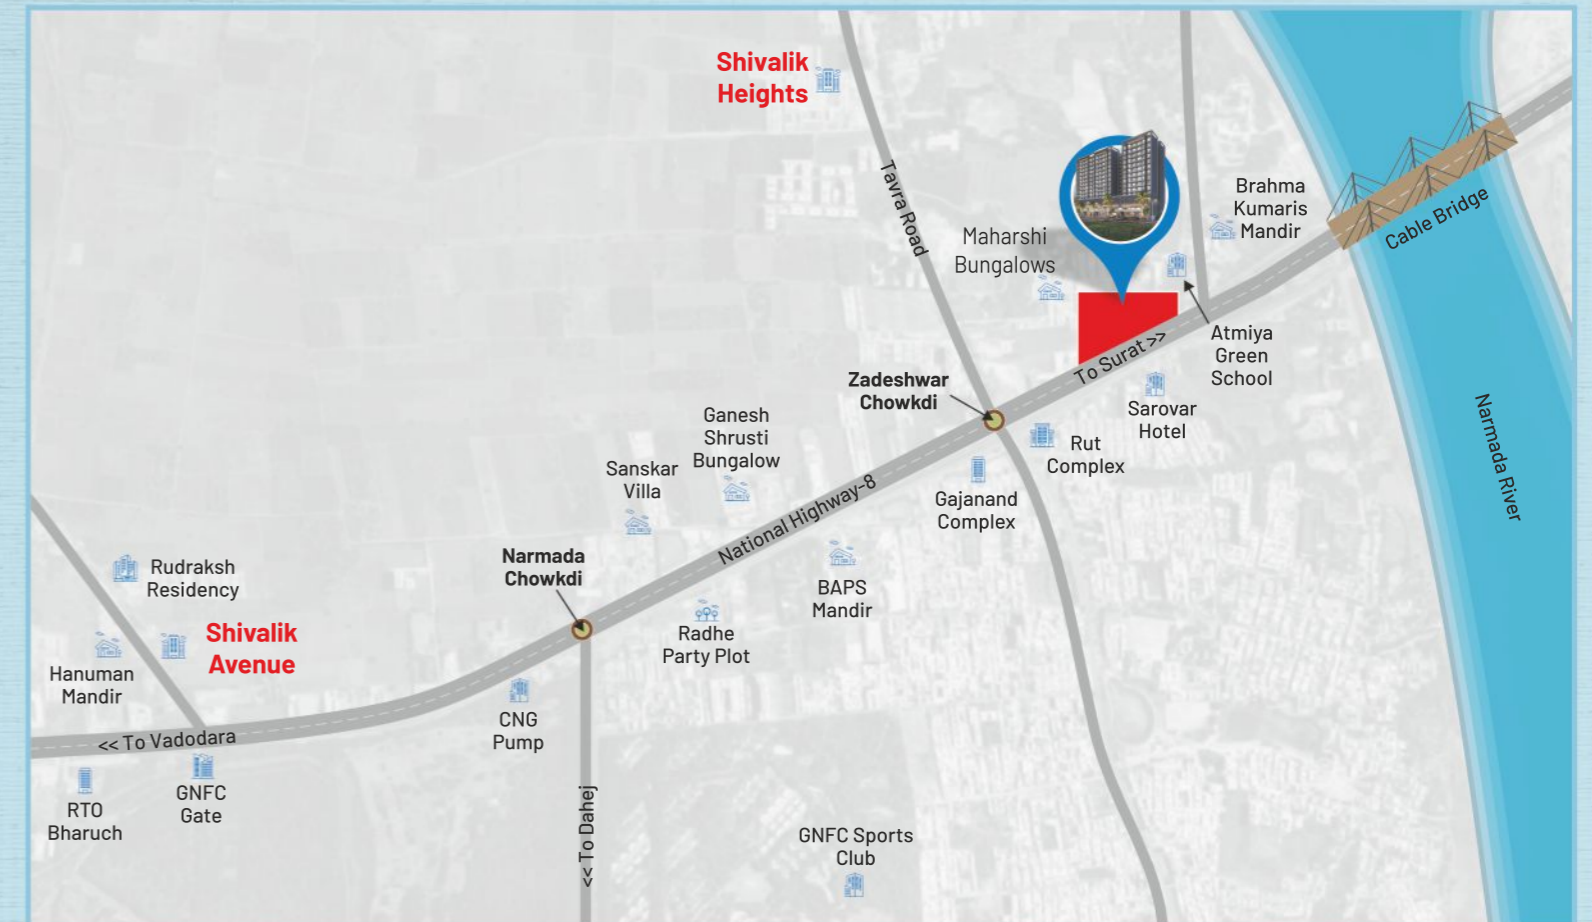 Shivalik
Heights
Tavra Road
Maharshi
Bungalows
Brahma
Kumaris
Mandir
Cable Bridge
Atmiya
Green
School
To Surat >>
Zadeshwar
Chowkdi
Sarovar
Hotel
Rut
Complex
Gajanand
Complex
Narmada River
Ganesh
Shrusti
Bungalow
Sanskar
Villa
National Highway-8
Narmada
Chowkdi
BAPS
Mandir
Radhe
Party Plot
Rudraksh
Residency
Shivalik
Avenue
Hanuman
Mandir
CNG
Pump
<< To Vadodara
RTO
Bharuch
GNFC
Gate
<< To Dahej
GNFC Sports
Club